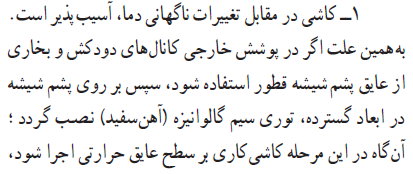 ۱ــ کاشی در مقابل تغییرات ناگهانی دما، آسیب‌پذیر است.
به‌همین علت اگر در پوشش خارجی کانال‌های دودکش و بخاری
از عایق پشم‌شیشه قطور استفاده شود، سپس بر روی پشم شیشه
در ابعاد گسترده، توری سیم گالوانیزه (آهن‌سفید) نصب گردد ؛
آن‌گاه در این مرحله کاشی‌کاری بر سطح عایق حرارتی اجرا شود،